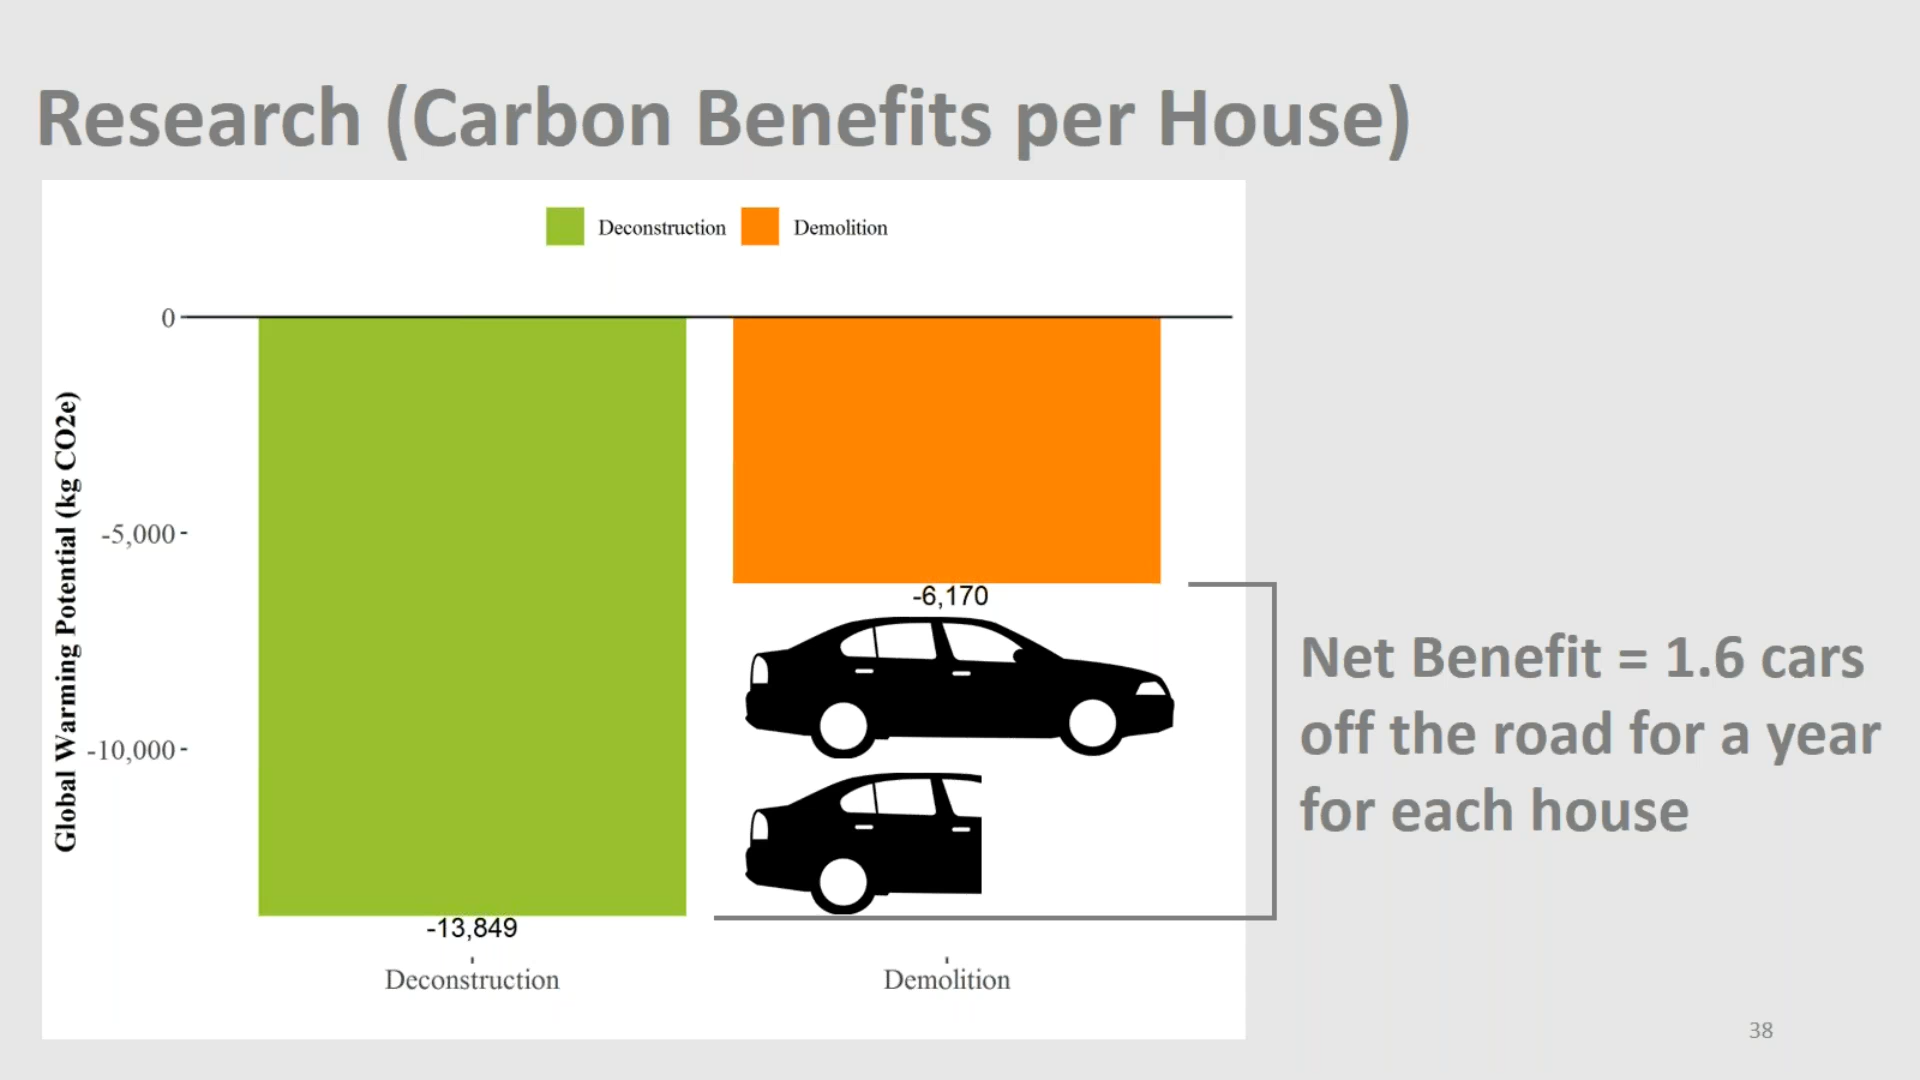 Research (Carbon Benefits per House)
Deconstruction Demolition
Global Warming Potential (kg CO2e)
0
-5,000
-10,000
-6,170
-13,849
Deconstruction Demolition
Net Benefit = 1.6 cars
off the road for a year
for each house
38